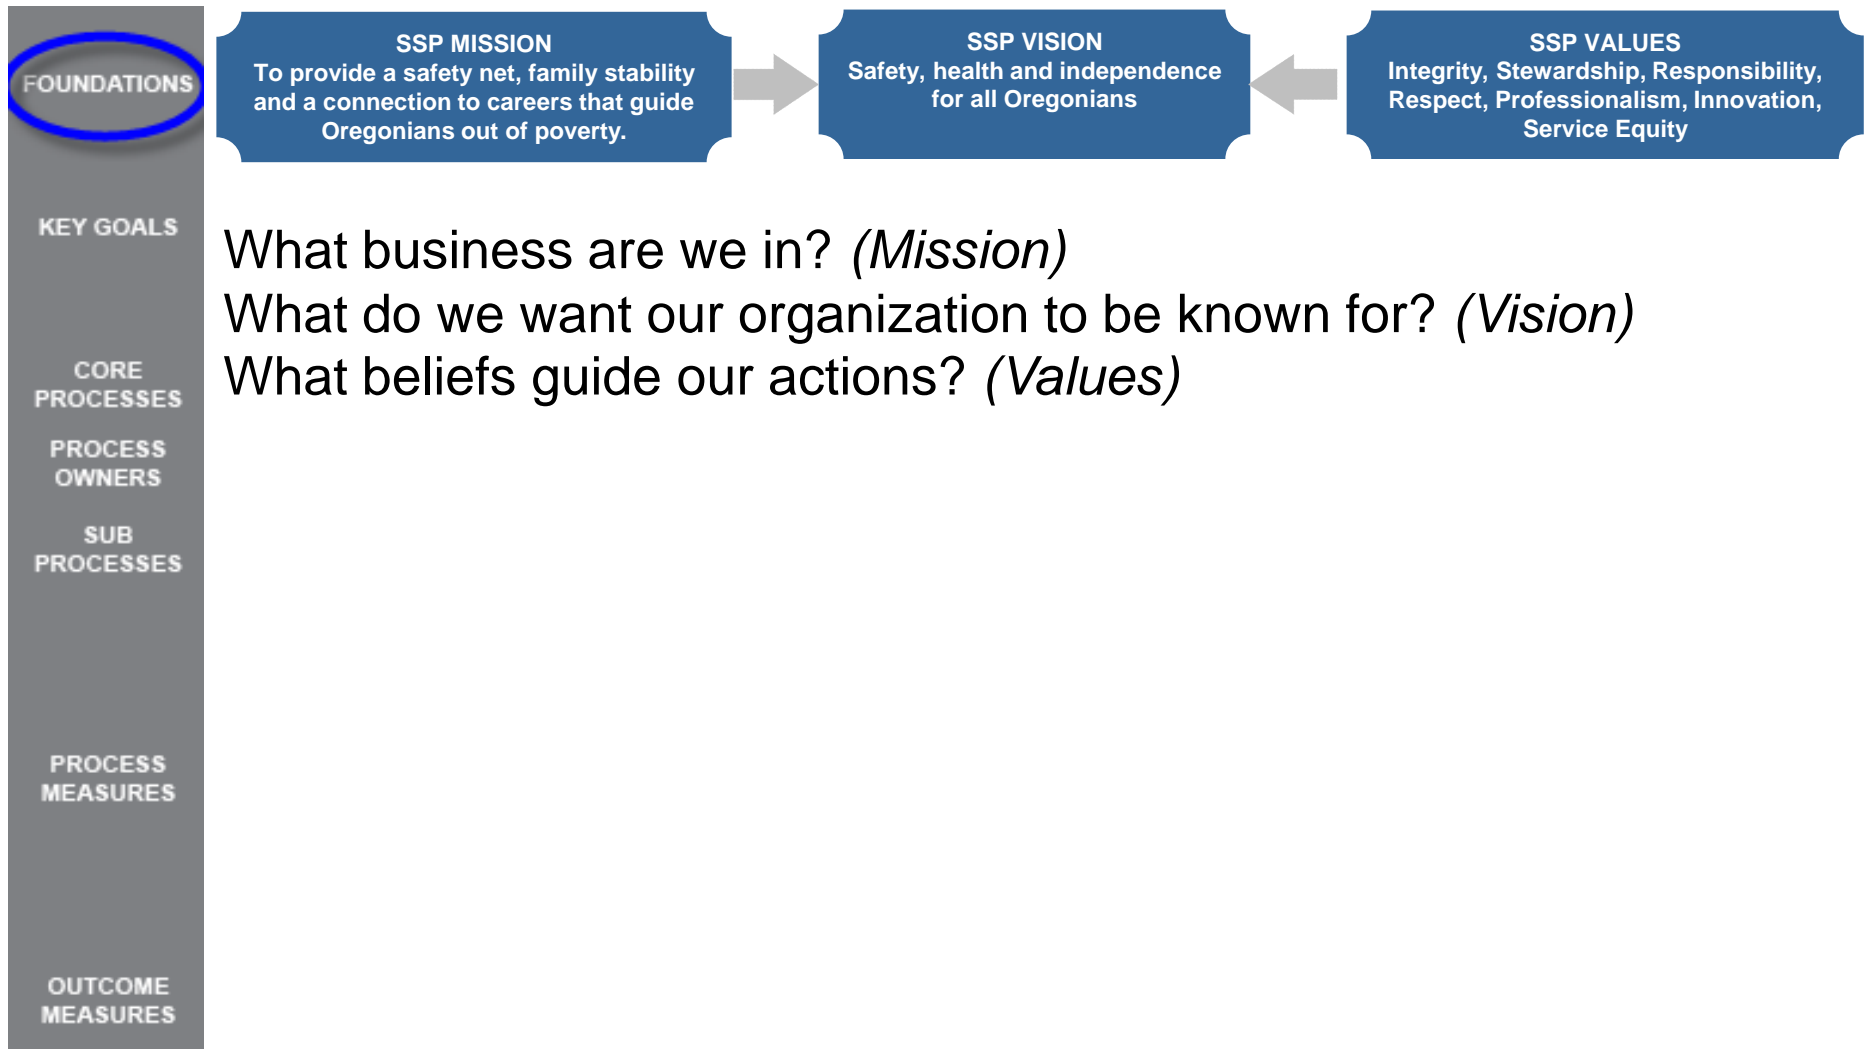 FOUNDATIONS
SSP MISSION
To provide a safety net, family stability
and a connection to careers that guide
Oregonians out of poverty.
SSP VISION
Safety, health and independence
for all Oregonians
SSP VALUES
Integrity, Stewardship, Responsibility,
Respect, Professionalism, Innovation,
Service Equity
KEY GOALS
What business are we in? (Mission)
What do we want our organization to be known for? (Vision)
What beliefs guide our actions? (Values)
CORE
PROCESSES
PROCESS
OWNERS
SUB
PROCESSES
PROCESS
MEASURES
OUTCOME
MEASURES